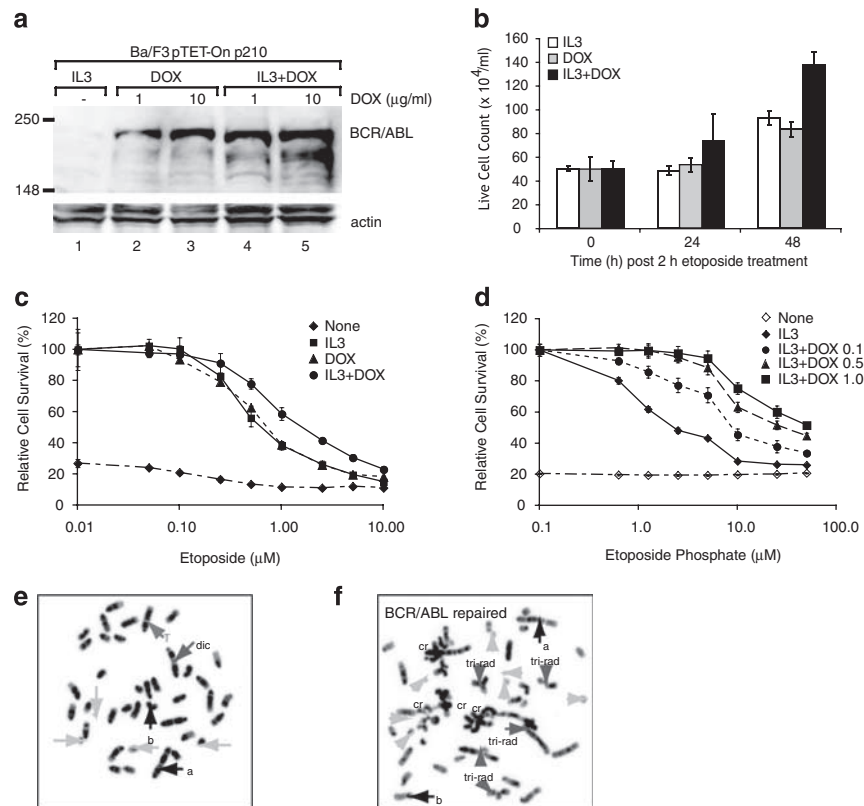 a
Ba/F3 pTET-On p210
IL3 DOX IL3+DOX
- 1 10 1 10 DOX (μg/ml)
250
BCR/ABL
148
actin
1 2 3 4 5
b
IL3
DOX
IL3+DOX
Live Cell Count (x 10⁴/ml)
160
140
120
100
80
60
40
20
0
0 24 48
Time (h) post 2 h etoposide treatment
c
None
IL3
DOX
IL3+DOX
Relative Cell Survival (%)
120
100
80
60
40
20
0
0.01 0.10 1.00 10.00
Etoposide (μM)
d
None
IL3
IL3+DOX 0.1
IL3+DOX 0.5
IL3+DOX 1.0
Relative Cell Survival (%)
120
100
80
60
40
20
0
0.1 1.0 10.0 100.0
Etoposide Phosphate (μM)
e
T
dic
b
a
f
BCR/ABL repaired
cr
a
tri-rad tri-rad
cr cr cr
tri-rad
tri-rad
tri-rad
b